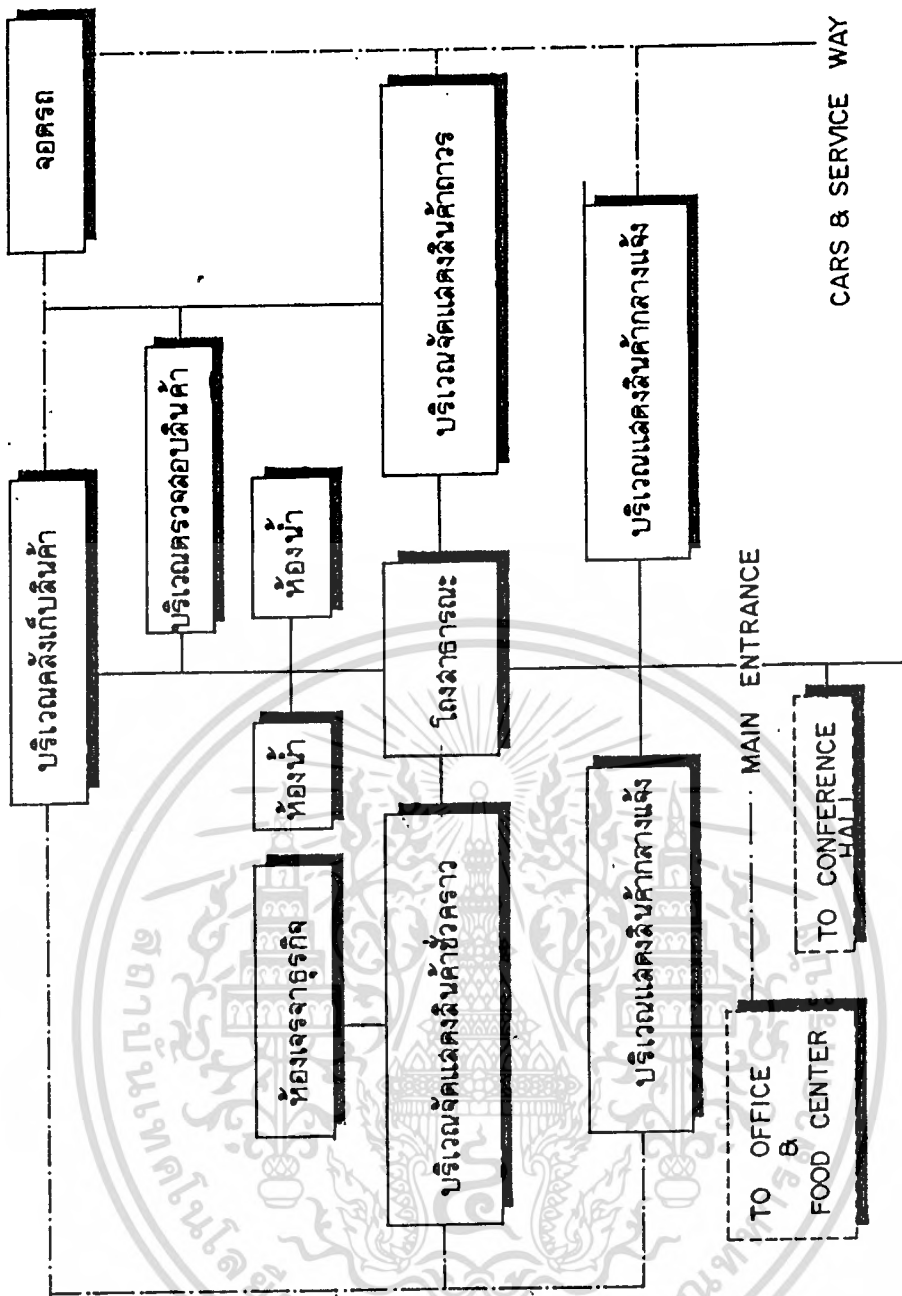 บริเวณคลังเก็บสินค้า
จอดรถ
บริเวณตรวจสอบสินค้า
ห้องเจรจาธุรกิจ
ห้องน้ำ
ห้องน้ำ
บริเวณจัดแสดงสินค้าชั่วคราว
โถงสาธารณะ
บริเวณจัดแสดงสินค้าถาวร
บริเวณแสดงสินค้ากลางแจ้ง
บริเวณแสดงสินค้ากลางแจ้ง
TO OFFICE
&
FOOD CENTER
MAIN ENTRANCE
TO CONFERENCE
HALL
CARS & SERVICE WAY